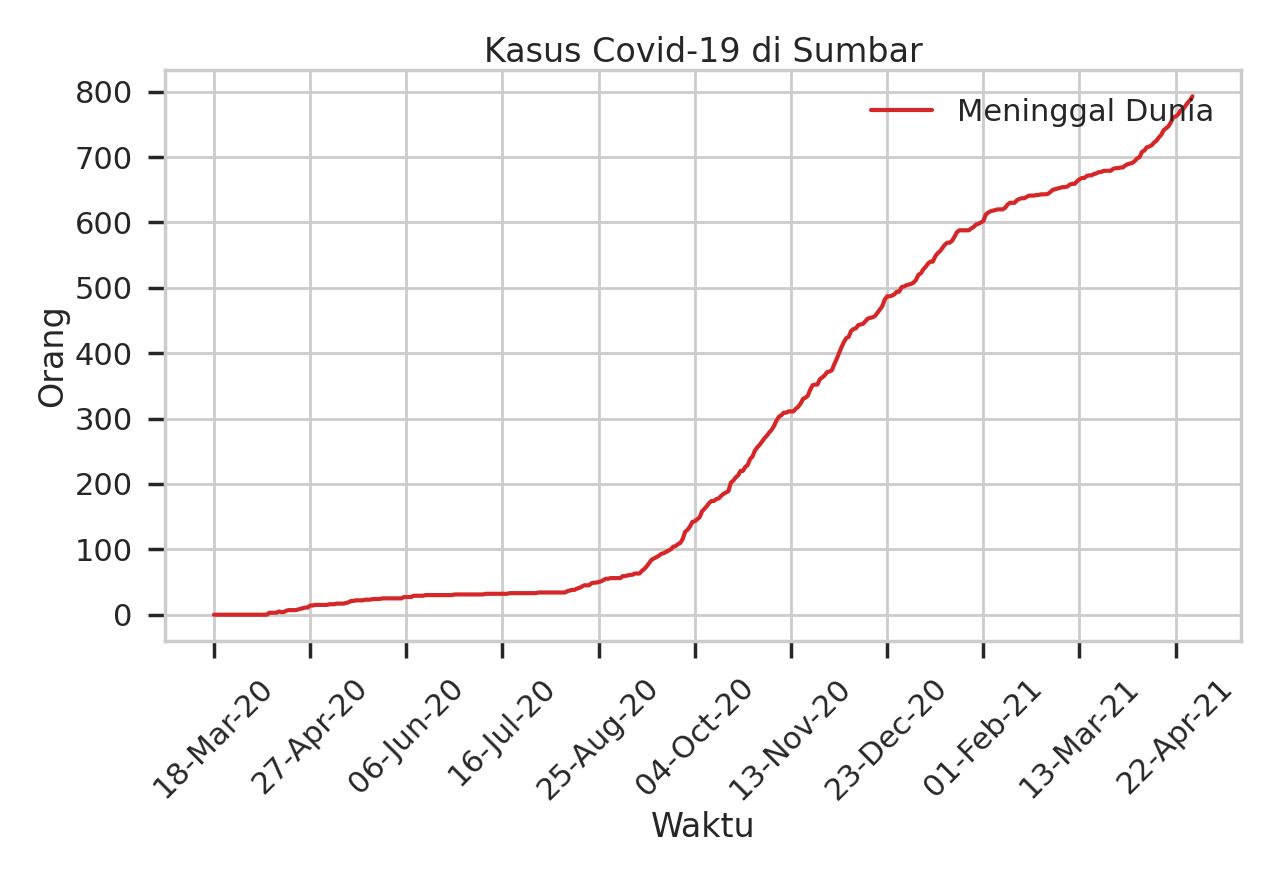 Kasus Covid-19 di Sumbar
Meninggal Dunia
Orang
800
700
600
500
400
300
200
100
0
18-Mar-20
27-Apr-20
06-Jun-20
16-Jul-20
25-Aug-20
04-Oct-20
13-Nov-20
23-Dec-20
01-Feb-21
13-Mar-21
22-Apr-21
Waktu